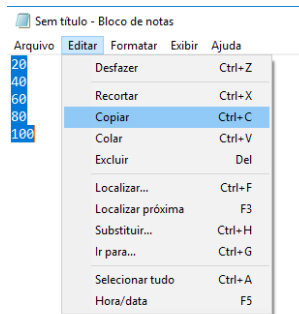 Sem título - Bloco de notas
Arquivo Editar Formatar Exibir Ajuda
20
40
60
80
100
Desfazer Ctrl+Z
Recortar Ctrl+X
Copiar Ctrl+C
Colar Ctrl+V
Excluir Del
Localizar... Ctrl+F
Localizar próxima F3
Substituir... Ctrl+H
Ir para... Ctrl+G
Selecionar tudo Ctrl+A
Hora/data F5